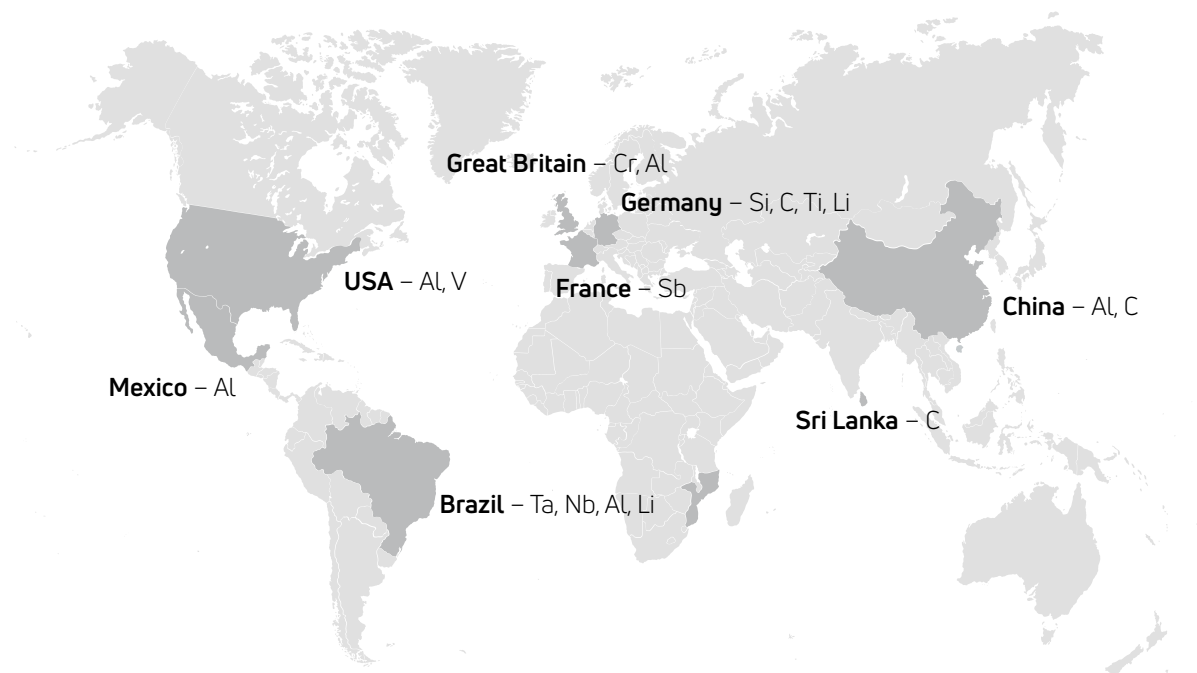 Great Britain – Cr, Al
Germany – Si, C, Ti, Li
USA – Al, V
France – Sb
China – Al, C
Mexico – Al
Sri Lanka – C
Brazil – Ta, Nb, Al, Li